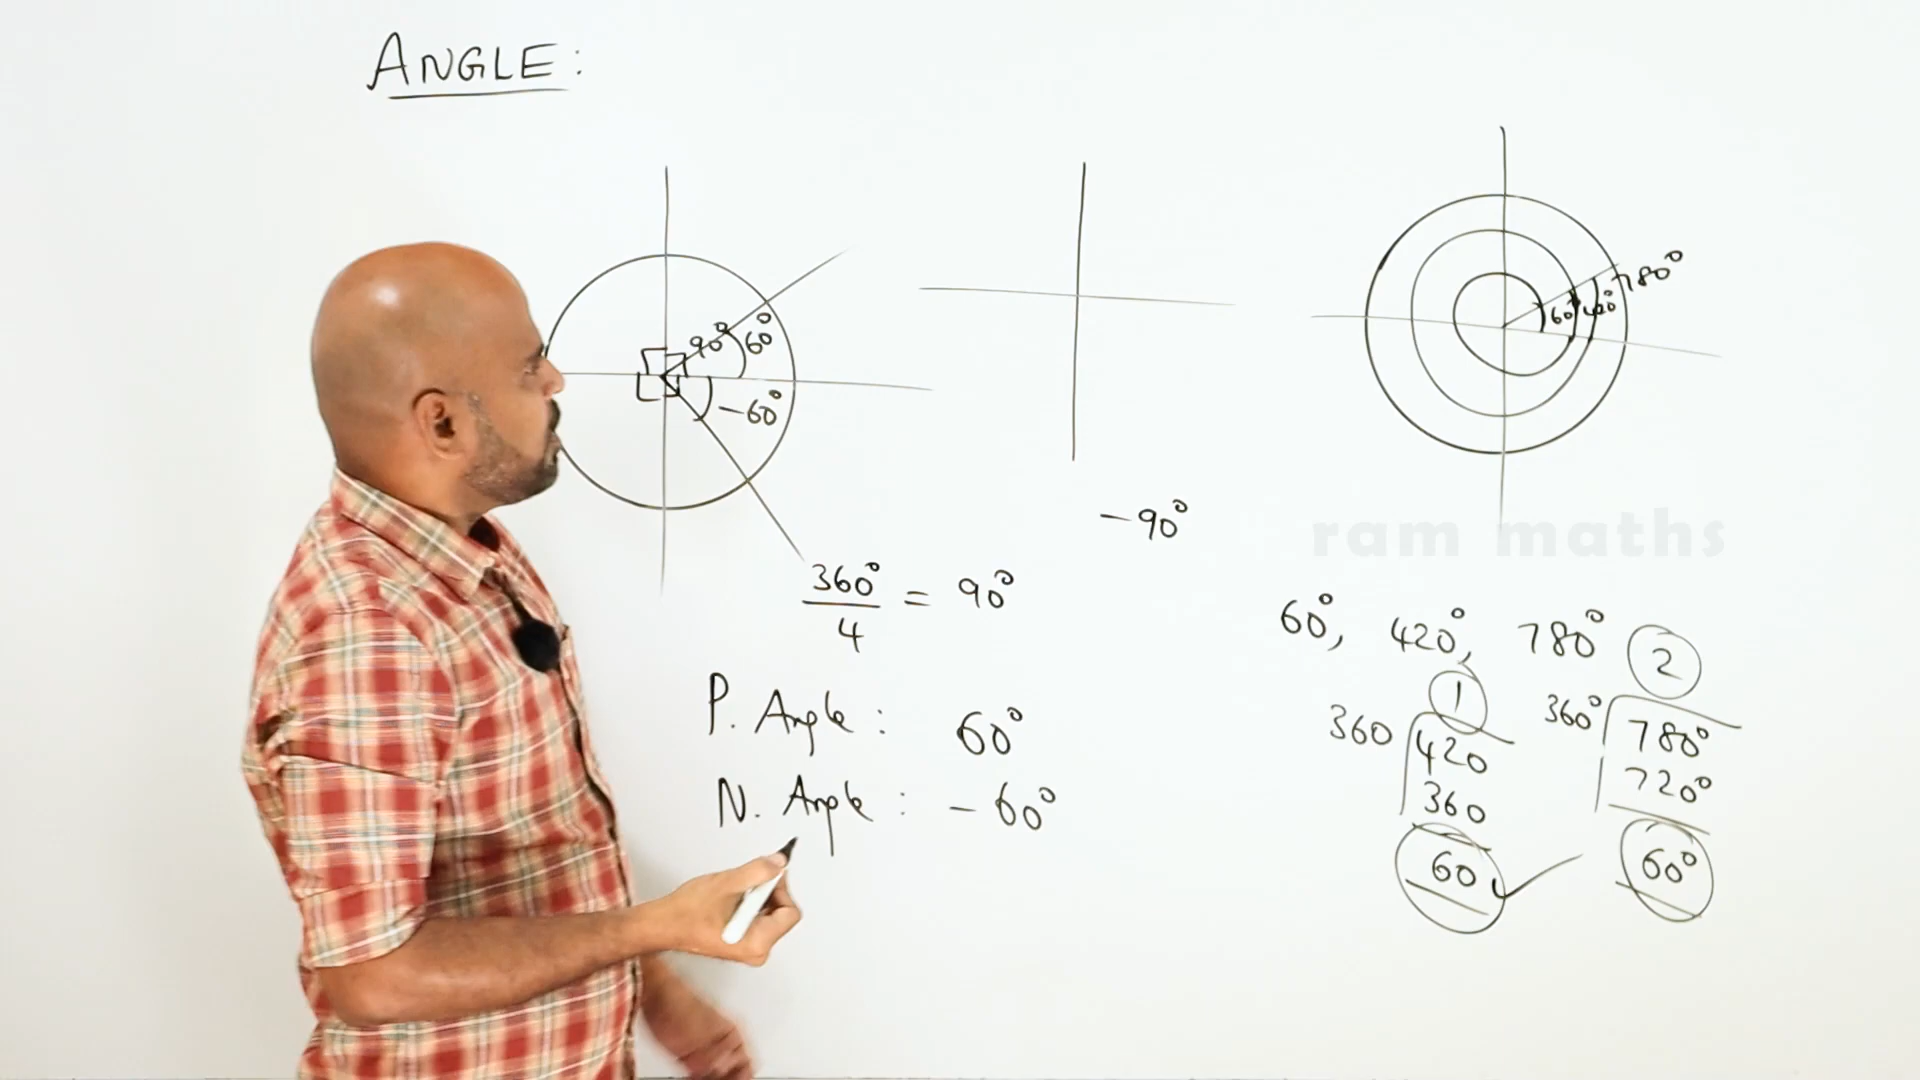 ANGLE:
90° 60°
-60°
60° 420° 780°
-90°
ram maths
360°/4 = 90°
60°, 420°, 780°
P. Angle : 60°
N. Angle : -60°
1
360 420
360
60
2
360° 780°
720°
60°